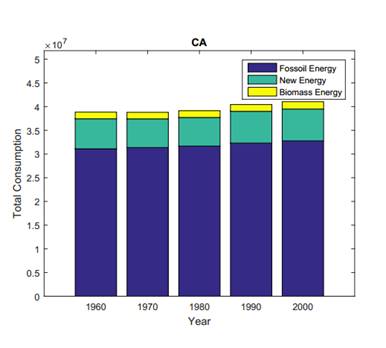 CA
×10⁷
5
4.5
4
3.5
3
2.5
2
1.5
1
0.5
0
Total Consumption
Fossoil Energy
New Energy
Biomass Energy
1960 1970 1980 1990 2000
Year